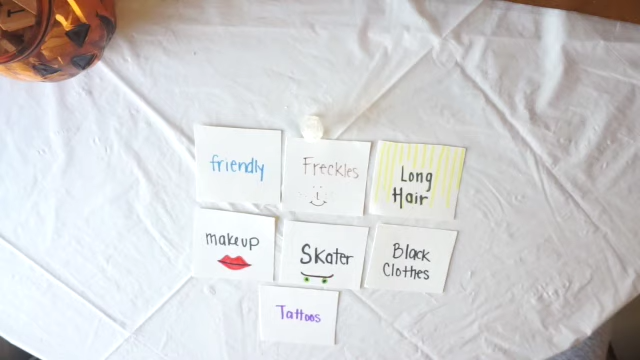 friendly
Freckles
Long
Hair
makeup
Skater
Black
Clothes
Tattoos